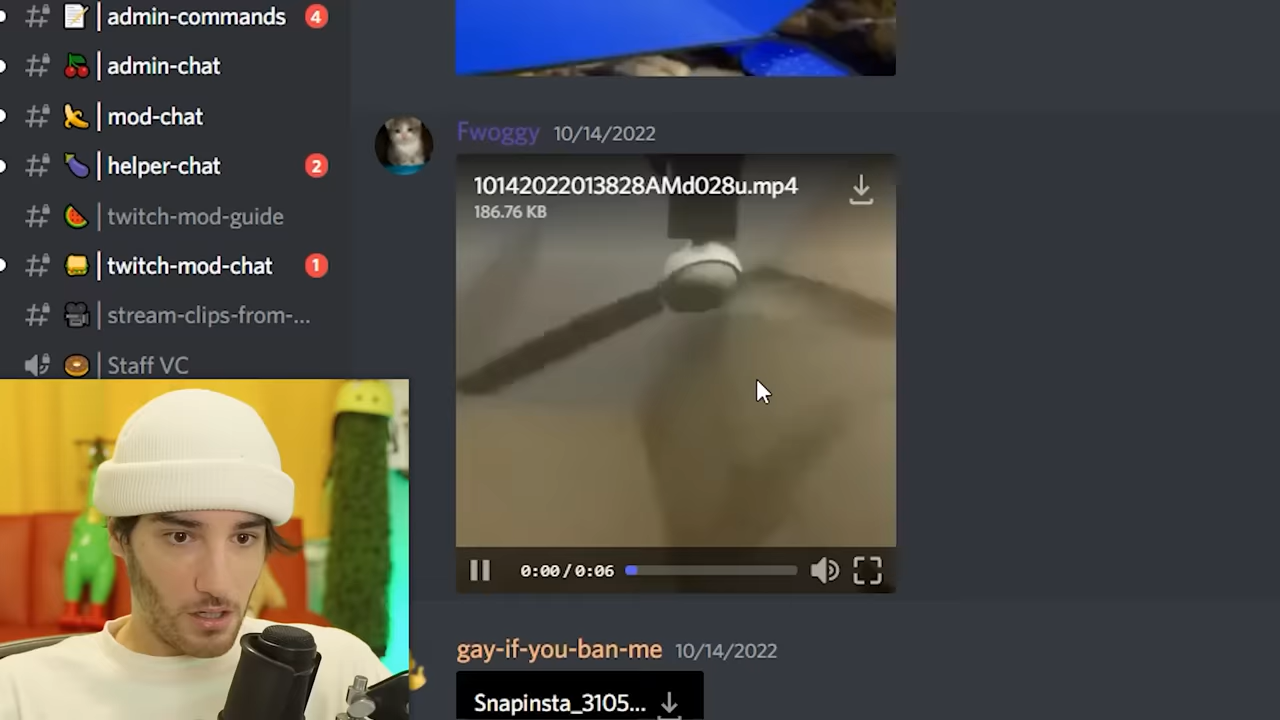 admin-commands 4
admin-chat
mod-chat
helper-chat 2
twitch-mod-guide
twitch-mod-chat 1
stream-clips-from-...
Staff VC
Fwoggy 10/14/2022
10142022013828AMd028u.mp4
186.76 KB
0:00/0:06
gay-if-you-ban-me 10/14/2022
Snapinsta_3105...